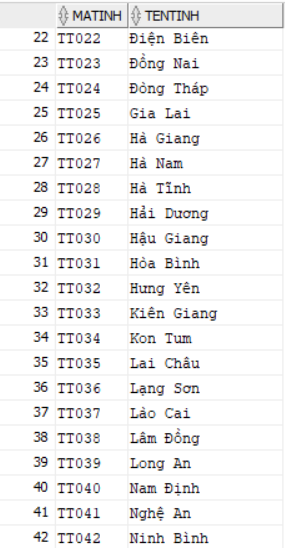 MATINH TENTINH
22 TT022 Điện Biên
23 TT023 Đồng Nai
24 TT024 Đồng Tháp
25 TT025 Gia Lai
26 TT026 Hà Giang
27 TT027 Hà Nam
28 TT028 Hà Tĩnh
29 TT029 Hải Dương
30 TT030 Hậu Giang
31 TT031 Hòa Bình
32 TT032 Hưng Yên
33 TT033 Kiên Giang
34 TT034 Kon Tum
35 TT035 Lai Châu
36 TT036 Lạng Sơn
37 TT037 Lào Cai
38 TT038 Lâm Đồng
39 TT039 Long An
40 TT040 Nam Định
41 TT041 Nghệ An
42 TT042 Ninh Bình